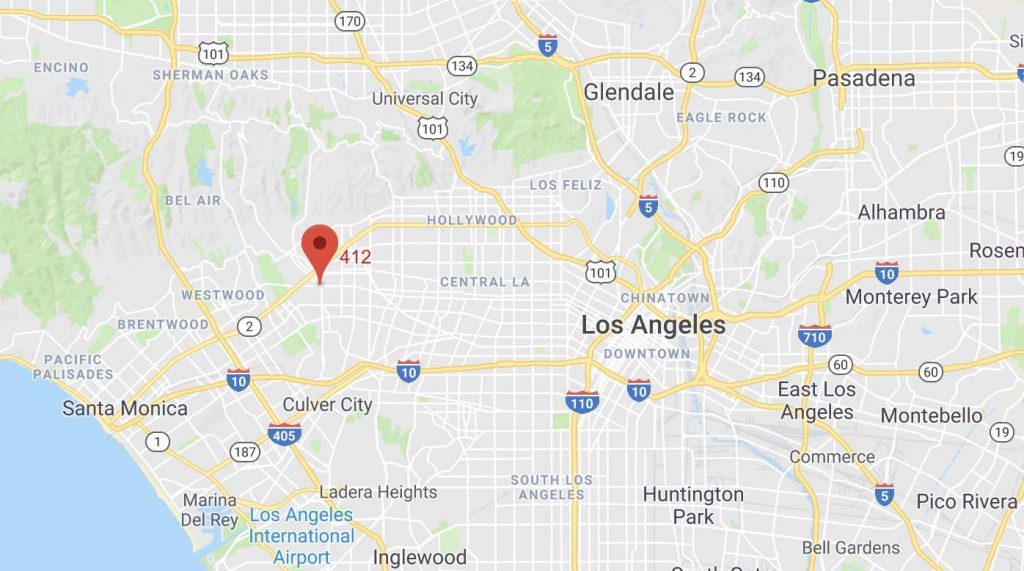 170
101
5
Si
ENCINO
SHERMAN OAKS
134
2
134
Glendale
Pasadena
Universal City
101
EAGLE ROCK
19
110
LOS FELIZ
BEL AIR
5
HOLLYWOOD
Alhambra
412
Rosem
101
10
CENTRAL LA
WESTWOOD
CHINATOWN
Monterey Park
BRENTWOOD
2
Los Angeles
710
DOWNTOWN
PACIFIC
PALISADES
10
10
60
60
10
110
East Los
Angeles
Santa Monica
Culver City
Montebello
1
405
19
187
Commerce
SOUTH LOS
ANGELES
Ladera Heights
Huntington
Park
5
Pico Rivera
Marina
Del Rey
Los Angeles
International
Airport
Inglewood
Bell Gardens